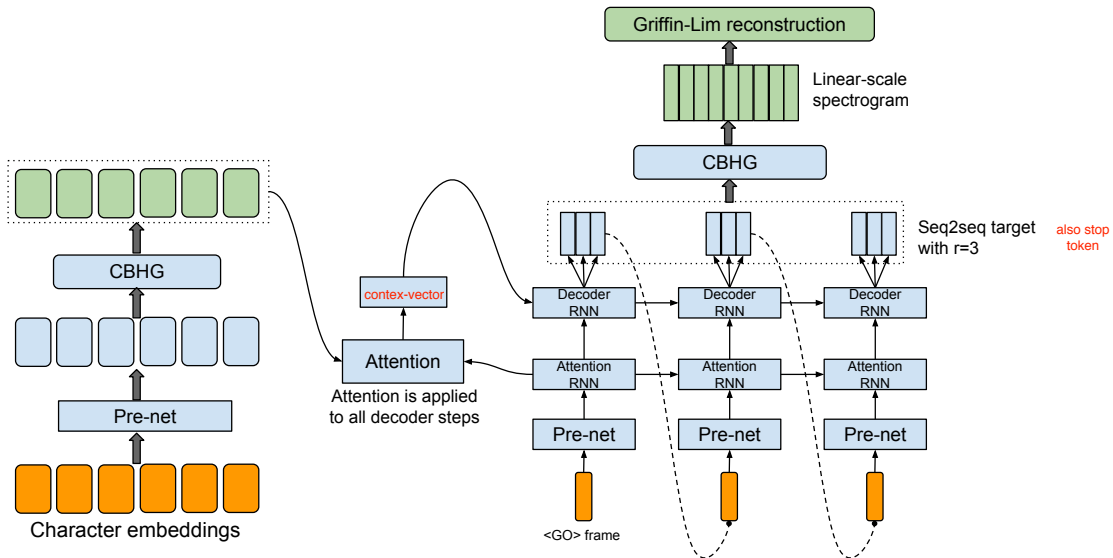 Griffin-Lim reconstruction
Linear-scale
spectrogram
CBHG
Seq2seq target
with r=3
also stop
token
CBHG
contex-vector
Decoder
RNN
Decoder
RNN
Decoder
RNN
Attention
Attention
RNN
Attention
RNN
Attention
RNN
Attention is applied
to all decoder steps
Pre-net
Pre-net
Pre-net
Pre-net
Character embeddings
<GO> frame